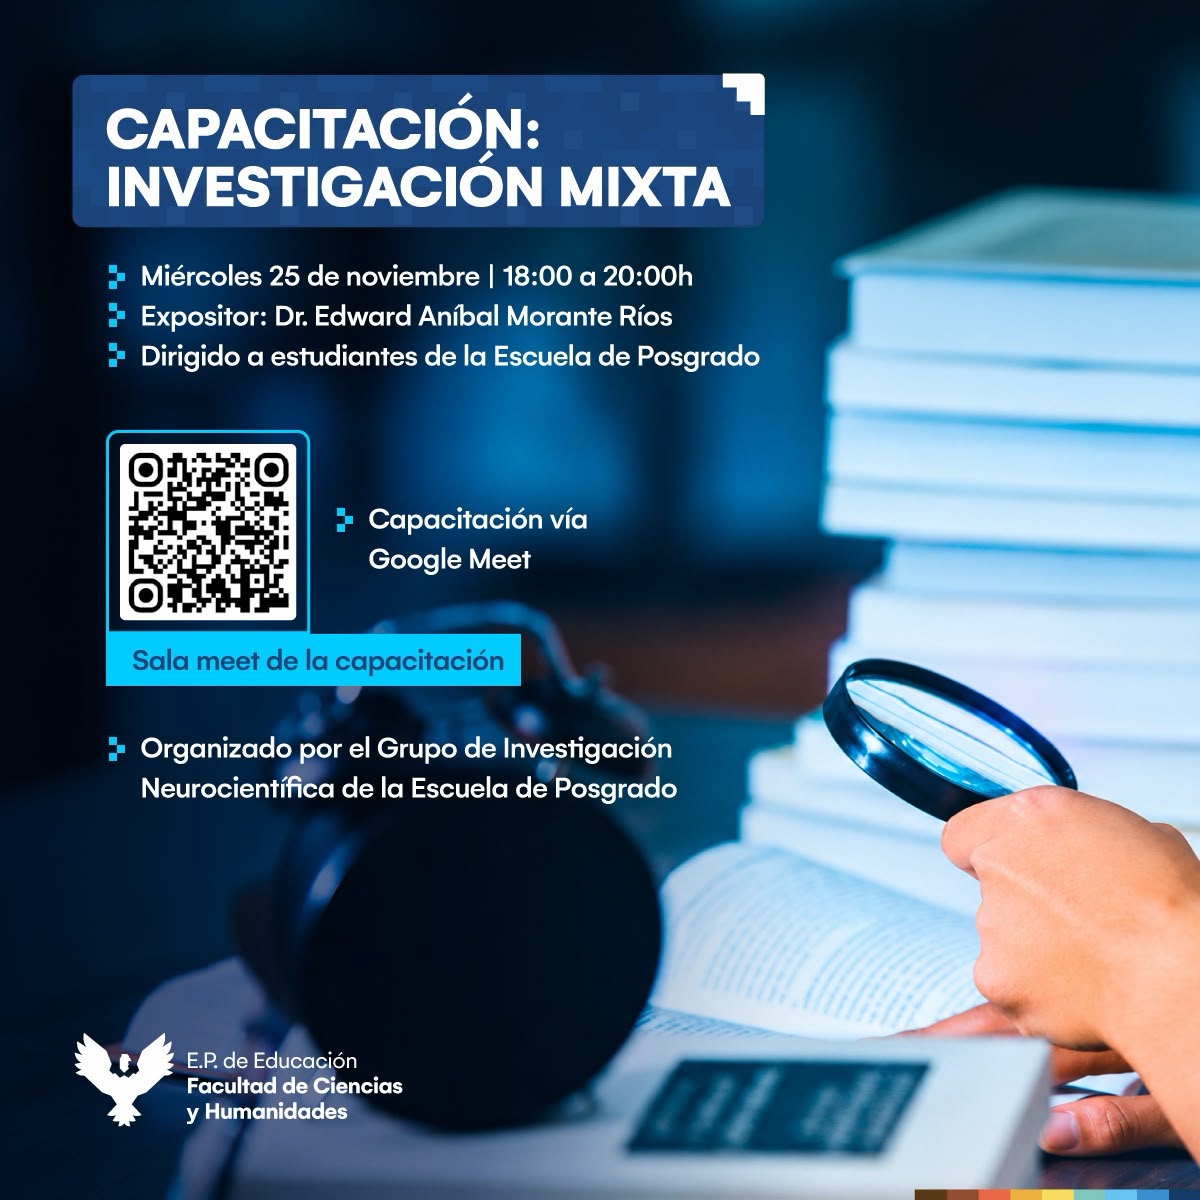 CAPACITACIÓN:
INVESTIGACIÓN MIXTA
Miércoles 25 de noviembre | 18:00 a 20:00h
Expositor: Dr. Edward Aníbal Morante Ríos
Dirigido a estudiantes de la Escuela de Posgrado
Capacitación vía
Google Meet
Sala meet de la capacitación
Organizado por el Grupo de Investigación
Neurocientífica de la Escuela de Posgrado
E.P. de Educación
Facultad de Ciencias
y Humanidades